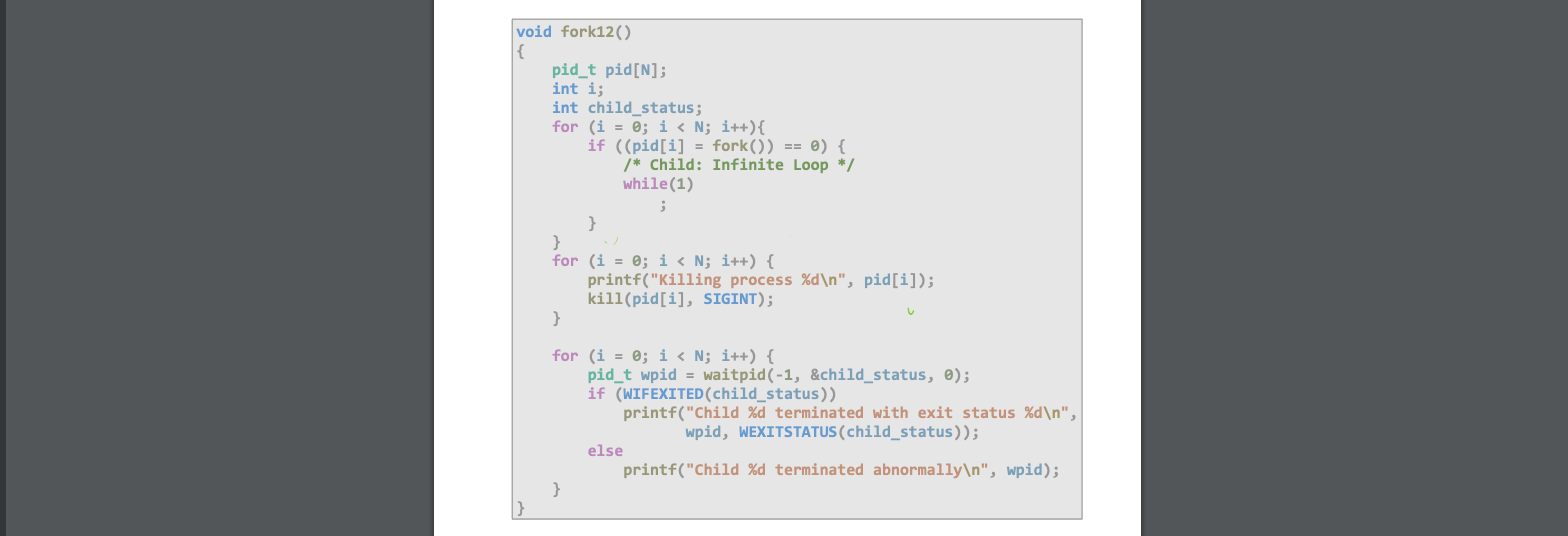 void fork12()
{
    pid_t pid[N];
    int i;
    int child_status;
    for (i = 0; i < N; i++){
        if ((pid[i] = fork()) == 0) {
            /* Child: Infinite Loop */
            while(1)
                ;
        }
    }
    for (i = 0; i < N; i++) {
        printf("Killing process %d\n", pid[i]);
        kill(pid[i], SIGINT);
    }

    for (i = 0; i < N; i++) {
        pid_t wpid = waitpid(-1, &child_status, 0);
        if (WIFEXITED(child_status))
            printf("Child %d terminated with exit status %d\n",
                   wpid, WEXITSTATUS(child_status));
        else
            printf("Child %d terminated abnormally\n", wpid);
    }
}